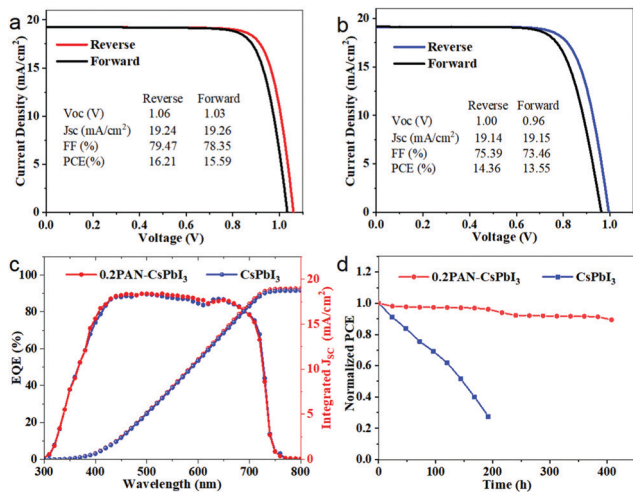 a
20
15
10
5
0
Current Density (mA/cm²)
Reverse
Forward
Reverse Forward
Voc (V) 1.06 1.03
Jsc (mA/cm²) 19.24 19.26
FF (%) 79.47 78.35
PCE(%) 16.21 15.59
0.0 0.2 0.4 0.6 0.8 1.0
Voltage (V)
b
20
15
10
5
0
Current Density (mA/cm²)
Reverse
Forward
Reverse Forward
Voc (V) 1.00 0.96
Jsc (mA/cm²) 19.14 19.15
FF (%) 75.39 73.46
PCE (%) 14.36 13.55
0.0 0.2 0.4 0.6 0.8 1.0
Voltage (V)
c
0.2PAN-CsPbI₃ CsPbI₃
100
80
60
40
20
0
EQE (%)
20
15
10
5
0
Integrated JSC (mA/cm²)
300 400 500 600 700 800
Wavelength (nm)
d
0.2PAN-CsPbI₃ CsPbI₃
1.2
1.0
0.8
0.6
0.4
0.2
0.0
Normalized PCE
0 100 200 300 400
Time (h)